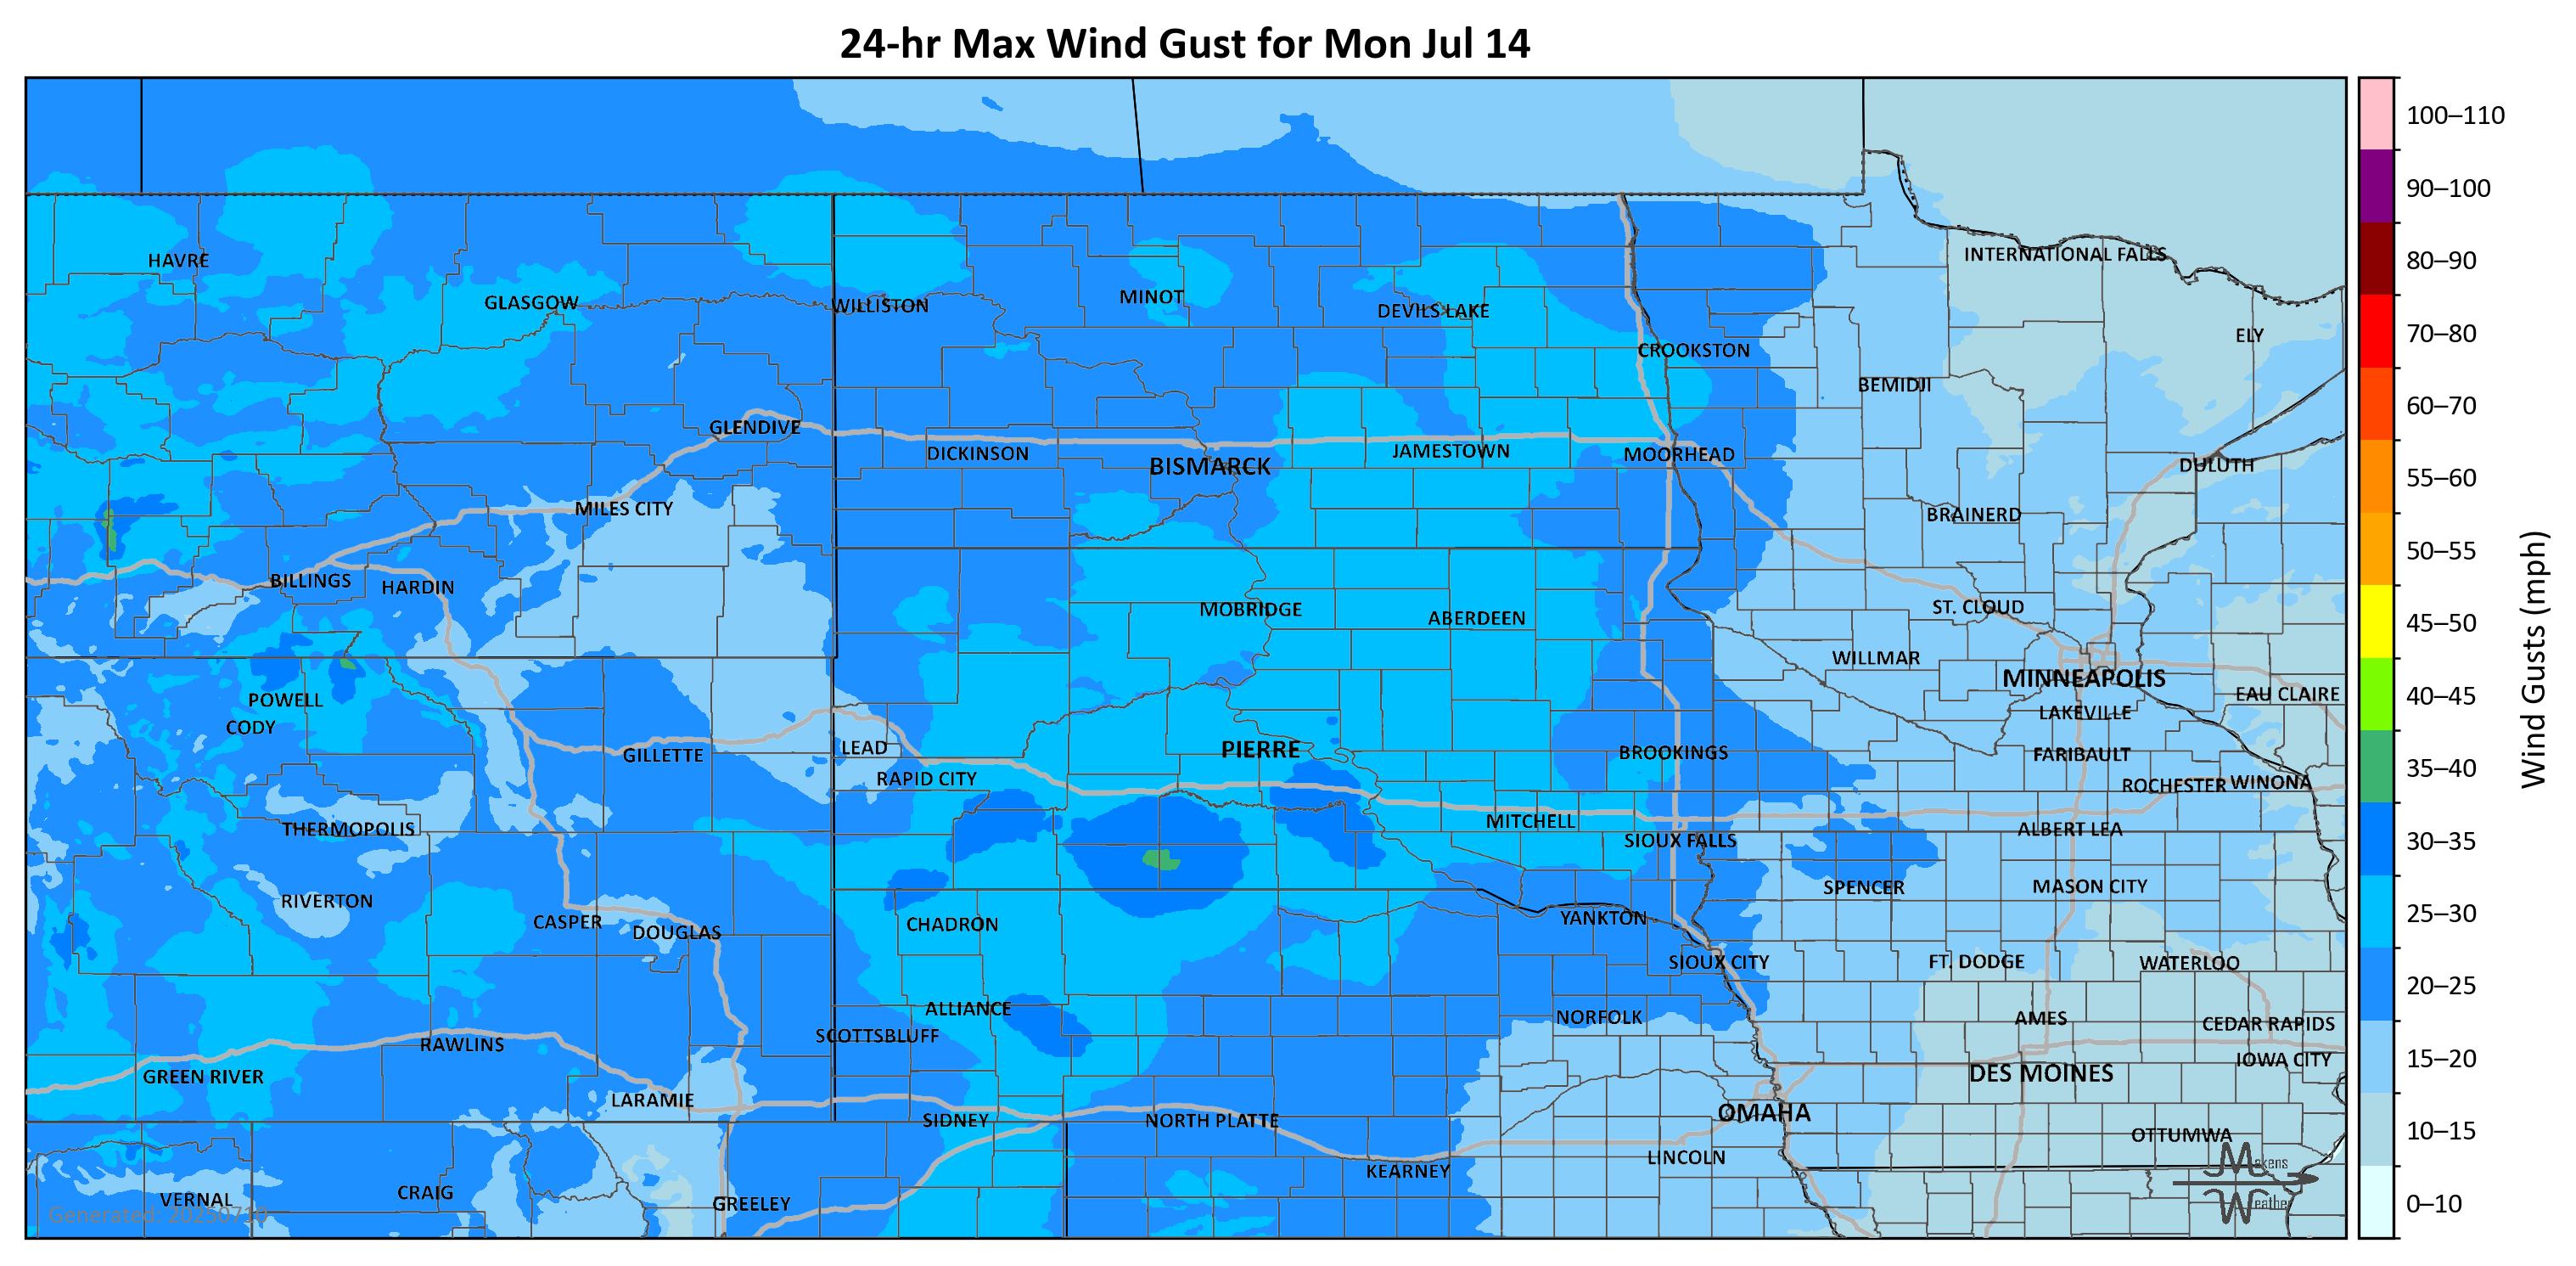 24-hr Max Wind Gust for Mon Jul 14
100–110
90–100
80–90
70–80
60–70
55–60
50–55
45–50
40–45
35–40
30–35
25–30
20–25
15–20
10–15
0–10
Wind Gusts (mph)
INTERNATIONAL FALLS
HAVRE
GLASGOW
WILLISTON
MINOT
DEVILS LAKE
ELY
CROOKSTON
BEMIDJI
GLENDIVE
DICKINSON
BISMARCK
JAMESTOWN
MOORHEAD
DULUTH
MILES CITY
BRAINERD
BILLINGS
HARDIN
MOBRIDGE
ABERDEEN
ST. CLOUD
WILLMAR
MINNEAPOLIS
EAU CLAIRE
POWELL
CODY
LAKEVILLE
GILLETTE
LEAD
PIERRE
BROOKINGS
FARIBAULT
RAPID CITY
ROCHESTER
WINONA
THERMOPOLIS
MITCHELL
SIOUX FALLS
ALBERT LEA
SPENCER
MASON CITY
RIVERTON
CASPER
DOUGLAS
CHADRON
YANKTON
SIOUX CITY
FT. DODGE
WATERLOO
ALLIANCE
NORFOLK
AMES
CEDAR RAPIDS
SCOTTSBLUFF
RAWLINS
IOWA CITY
GREEN RIVER
DES MOINES
LARAMIE
SIDNEY
NORTH PLATTE
OMAHA
OTTUMWA
KEARNEY
LINCOLN
VERNAL
CRAIG
GREELEY
Makens
Weather
Generated: 20250710